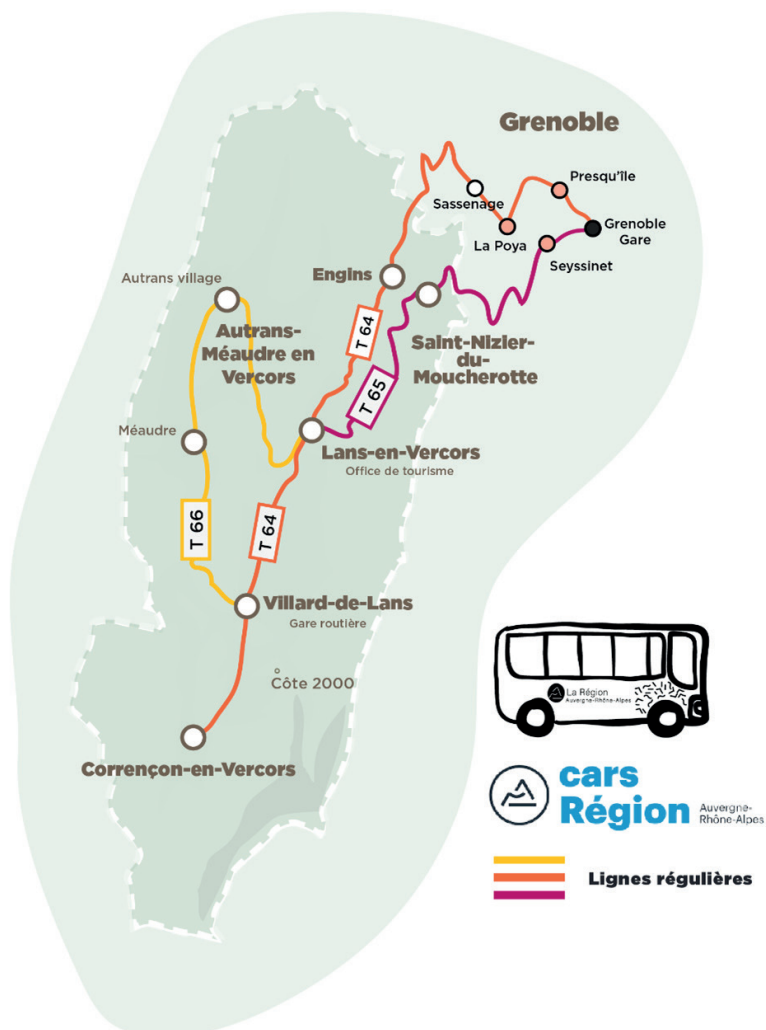 Grenoble
Presqu'île
Sassenage
Grenoble
Gare
La Poya
Seyssinet
Engins
Autrans village
T 64
Autrans-
Méaudre en
Vercors
Saint-Nizier-
du-
Moucherotte
T 65
Méaudre
Lans-en-Vercors
Office de tourisme
T 66
T 64
Villard-de-Lans
Gare routière
Côte 2000
La Région
Auvergne-Rhône-Alpes
Corrençon-en-Vercors
cars
Région
Auvergne-
Rhône-Alpes
Lignes régulières